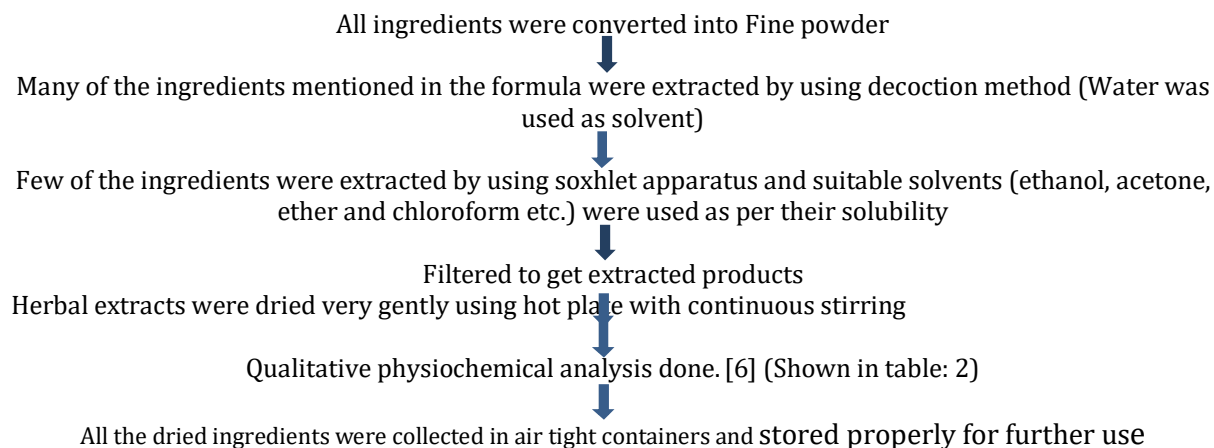 All ingredients were converted into Fine powder
Many of the ingredients mentioned in the formula were extracted by using decoction method (Water was
used as solvent)
Few of the ingredients were extracted by using soxhlet apparatus and suitable solvents (ethanol, acetone,
ether and chloroform etc.) were used as per their solubility
Filtered to get extracted products
Herbal extracts were dried very gently using hot plate with continuous stirring
Qualitative physiochemical analysis done. [6] (Shown in table: 2)
All the dried ingredients were collected in air tight containers and stored properly for further use